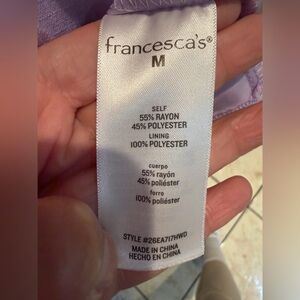 francesca's®
M
SELF
55% RAYON
45% POLYESTER
LINING
100% POLYESTER
cuerpo
55% rayón
45% poliéster
forro
100% poliéster
STYLE #26EA717HWD
MADE IN CHINA
HECHO EN CHINA